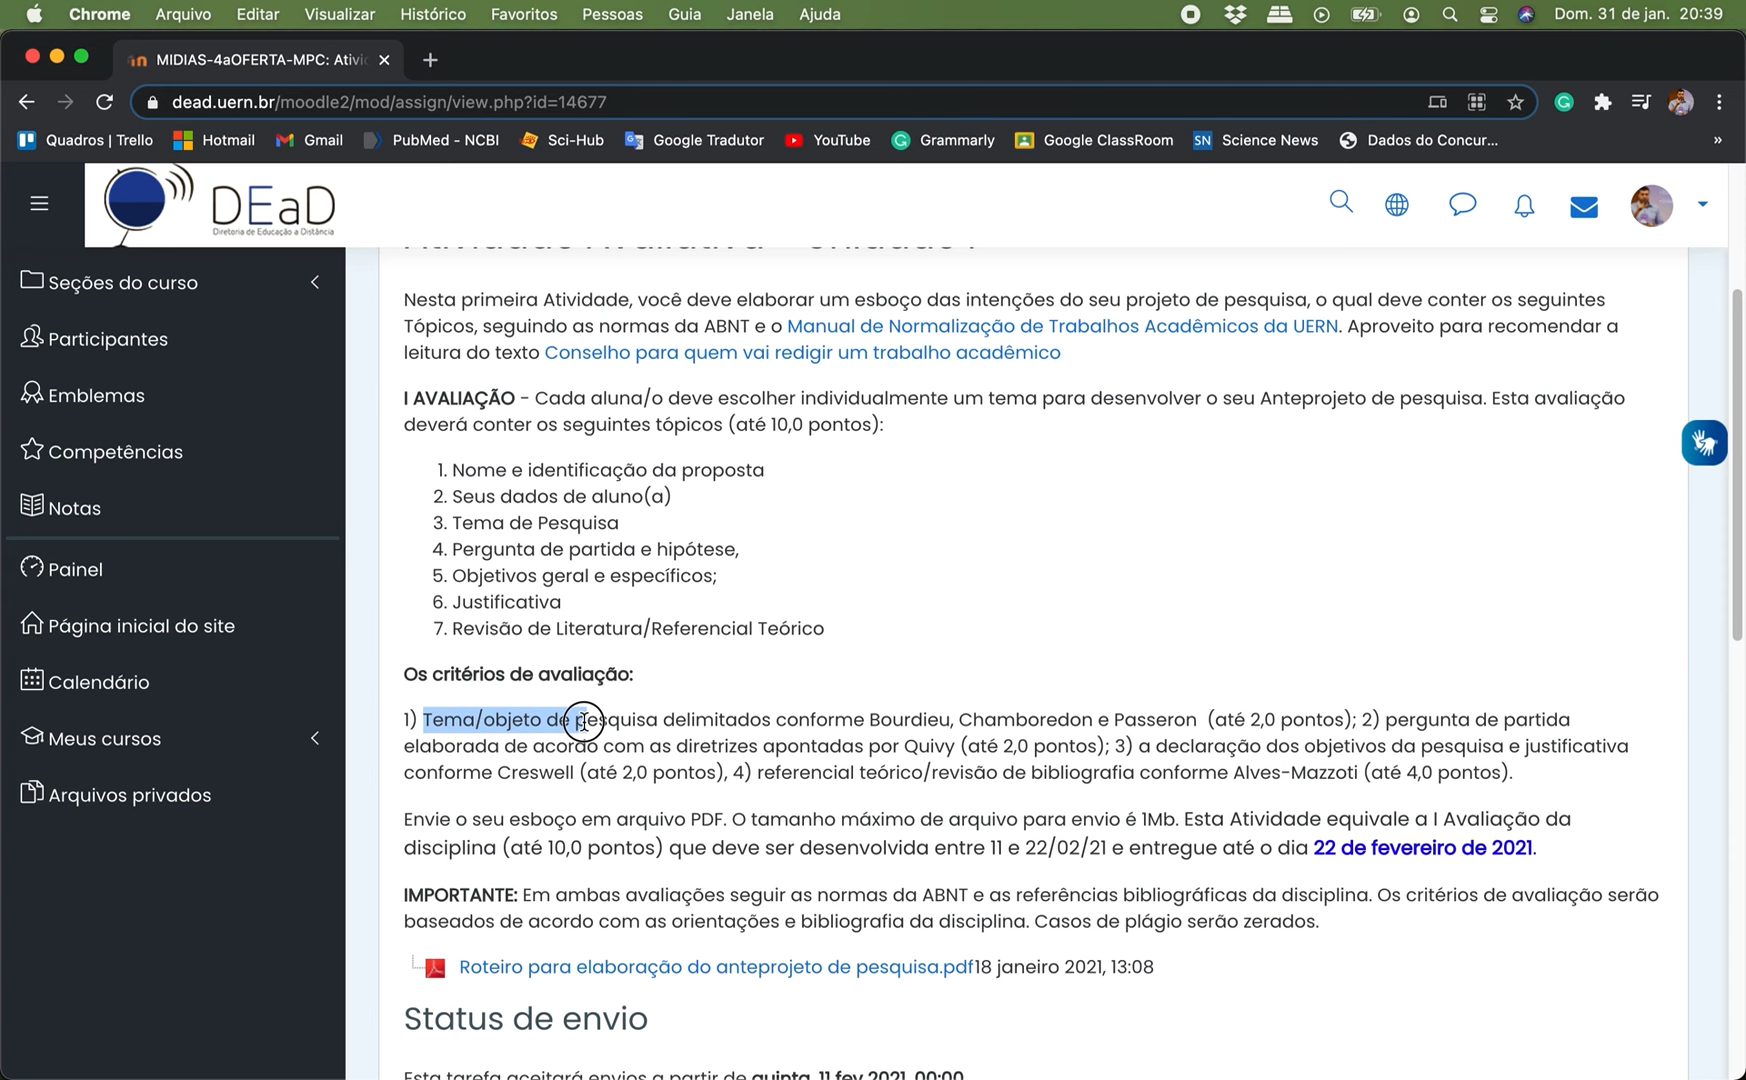 Chrome Arquivo Editar Visualizar Histórico Favoritos Pessoas Guia Janela Ajuda Dom. 31 de jan. 20:39
MIDIAS-4aOFERTA-MPC: Ativi
dead.uern.br/moodle2/mod/assign/view.php?id=14677
Quadros | Trello Hotmail Gmail PubMed - NCBI Sci-Hub Google Tradutor YouTube Grammarly Google ClassRoom SN Science News Dados do Concur... »
DEaD
Diretoria de Educação a Distância
Seções do curso
Participantes
Emblemas
Competências
Notas
Painel
Página inicial do site
Calendário
Meus cursos
Arquivos privados
Nesta primeira Atividade, você deve elaborar um esboço das intenções do seu projeto de pesquisa, o qual deve conter os seguintes
Tópicos, seguindo as normas da ABNT e o Manual de Normalização de Trabalhos Acadêmicos da UERN. Aproveito para recomendar a
leitura do texto Conselho para quem vai redigir um trabalho acadêmico
I AVALIAÇÃO - Cada aluna/o deve escolher individualmente um tema para desenvolver o seu Anteprojeto de pesquisa. Esta avaliação
deverá conter os seguintes tópicos (até 10,0 pontos):
1. Nome e identificação da proposta
2. Seus dados de aluno(a)
3. Tema de Pesquisa
4. Pergunta de partida e hipótese,
5. Objetivos geral e específicos;
6. Justificativa
7. Revisão de Literatura/Referencial Teórico
Os critérios de avaliação:
1) Tema/objeto de pesquisa delimitados conforme Bourdieu, Chamboredon e Passeron (até 2,0 pontos); 2) pergunta de partida
elaborada de acordo com as diretrizes apontadas por Quivy (até 2,0 pontos); 3) a declaração dos objetivos da pesquisa e justificativa
conforme Creswell (até 2,0 pontos), 4) referencial teórico/revisão de bibliografia conforme Alves-Mazzoti (até 4,0 pontos).
Envie o seu esboço em arquivo PDF. O tamanho máximo de arquivo para envio é 1Mb. Esta Atividade equivale a I Avaliação da
disciplina (até 10,0 pontos) que deve ser desenvolvida entre 11 e 22/02/21 e entregue até o dia 22 de fevereiro de 2021.
IMPORTANTE: Em ambas avaliações seguir as normas da ABNT e as referências bibliográficas da disciplina. Os critérios de avaliação serão
baseados de acordo com as orientações e bibliografia da disciplina. Casos de plágio serão zerados.
Roteiro para elaboração do anteprojeto de pesquisa.pdf18 janeiro 2021, 13:08
Status de envio
Esta tarefa aceitará envios a partir de quinta, 11 fev 2021, 00:00